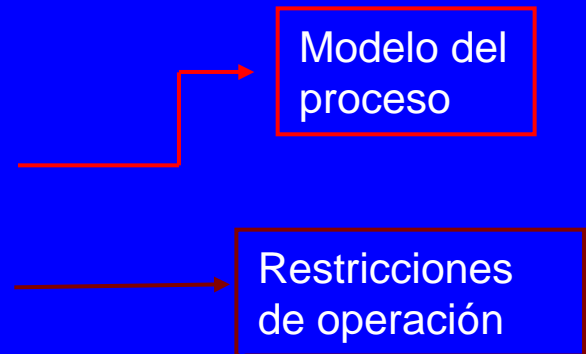 Modelo del
proceso
Restricciones
de operación